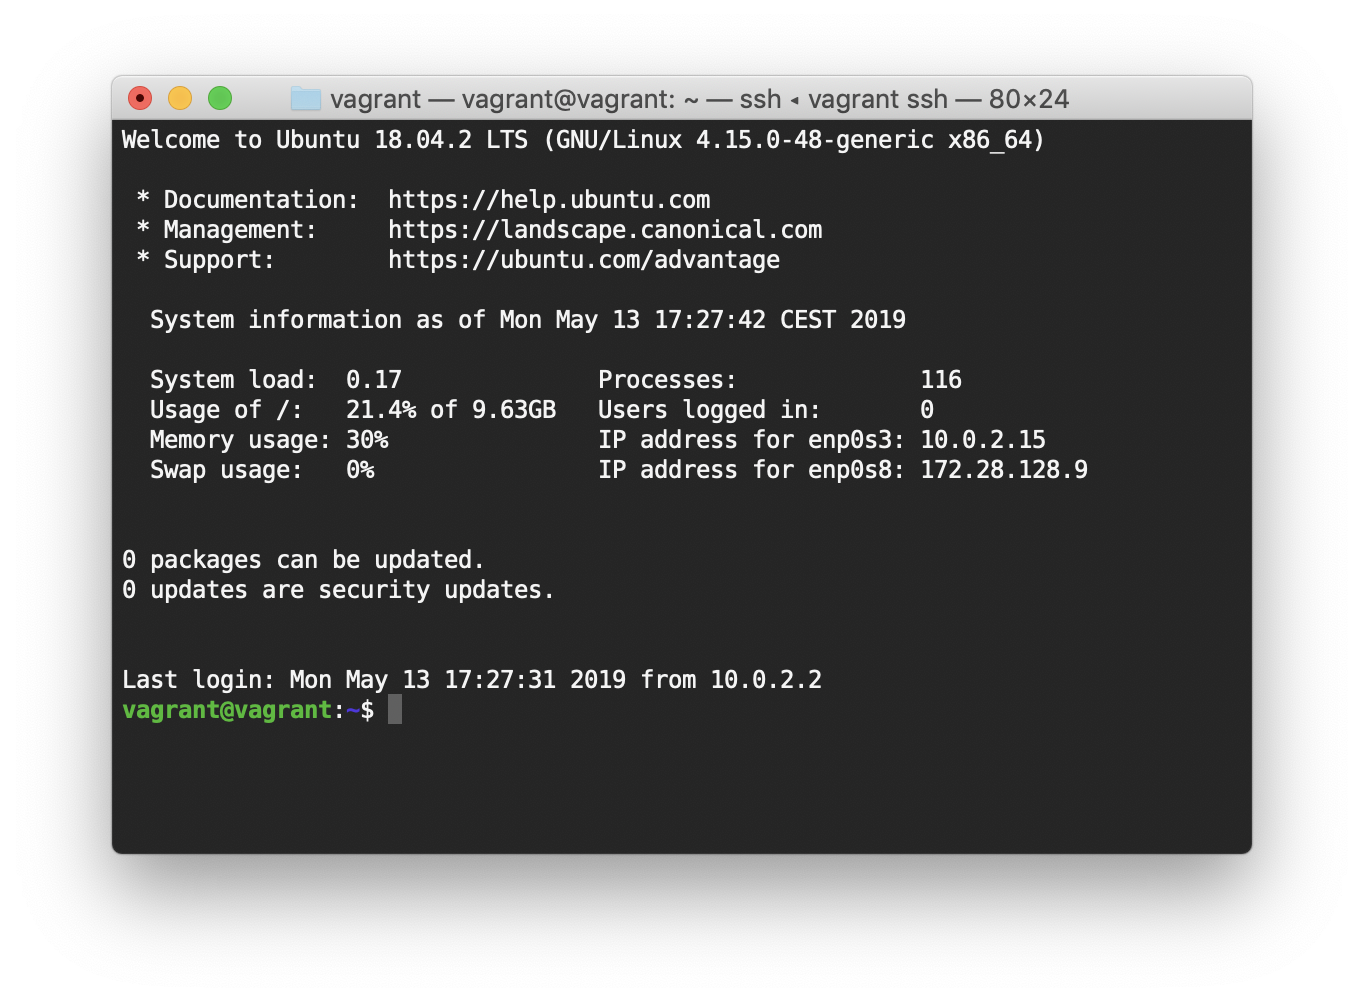 vagrant — vagrant@vagrant: ~ — ssh ◂ vagrant ssh — 80×24
Welcome to Ubuntu 18.04.2 LTS (GNU/Linux 4.15.0-48-generic x86_64)
* Documentation:  https://help.ubuntu.com
* Management:     https://landscape.canonical.com
* Support:        https://ubuntu.com/advantage
System information as of Mon May 13 17:27:42 CEST 2019
System load:  0.17              Processes:             116
Usage of /:   21.4% of 9.63GB   Users logged in:       0
Memory usage: 30%               IP address for enp0s3: 10.0.2.15
Swap usage:   0%                IP address for enp0s8: 172.28.128.9
0 packages can be updated.
0 updates are security updates.
Last login: Mon May 13 17:27:31 2019 from 10.0.2.2
vagrant@vagrant:~$